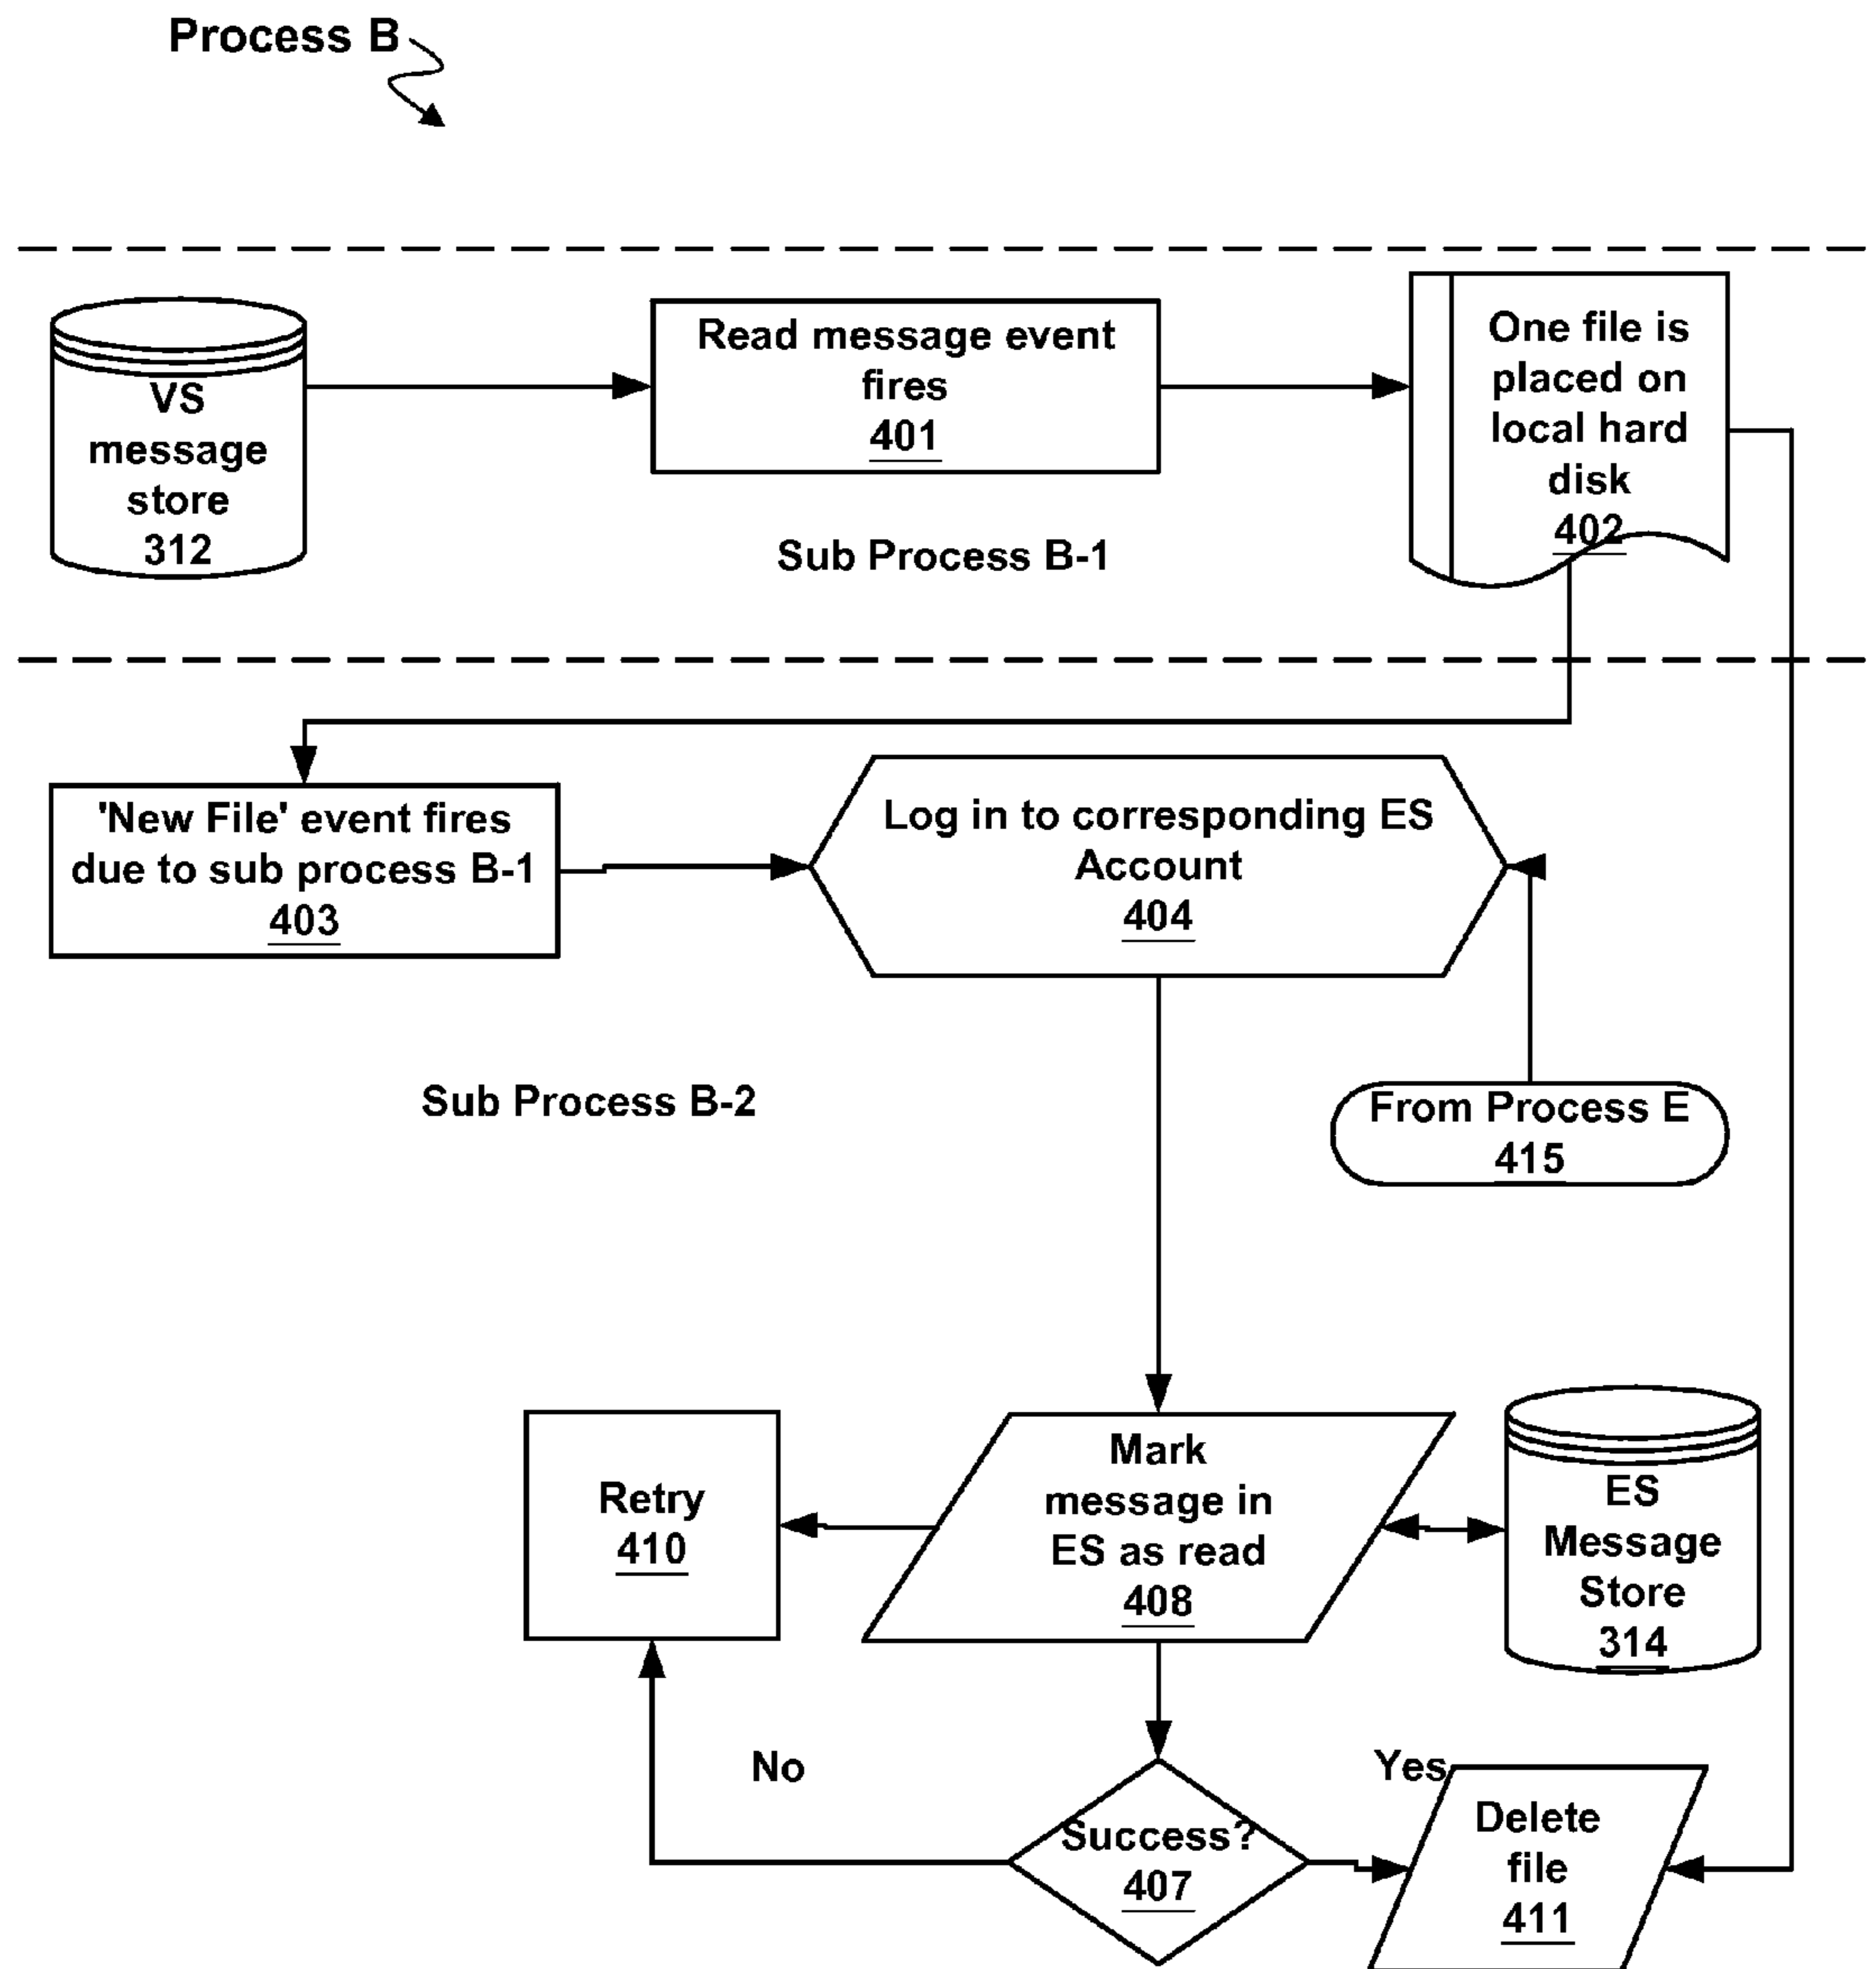 Process B
VS
message
store
312
Read message event
fires
401
One file is
placed on
local hard
disk
402
Sub Process B-1
'New File' event fires
due to sub process B-1
403
Log in to corresponding ES
Account
404
Sub Process B-2
From Process E
415
Retry
410
Mark
message in
ES as read
408
ES
Message
Store
314
No
Yes
Success?
407
Delete
file
411